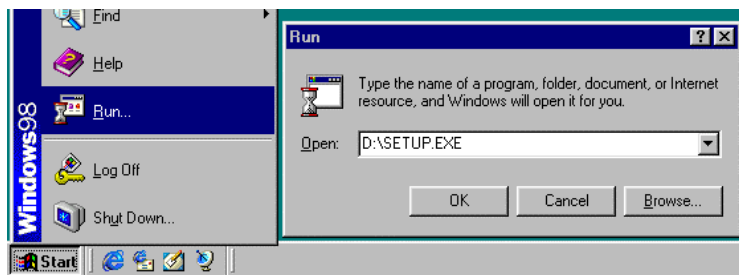 Find
Help
Run...
Log Off
Shut Down...
Windows98
Start
Run
Type the name of a program, folder, document, or Internet
resource, and Windows will open it for you.
Open: D:\SETUP.EXE
OK Cancel Browse...